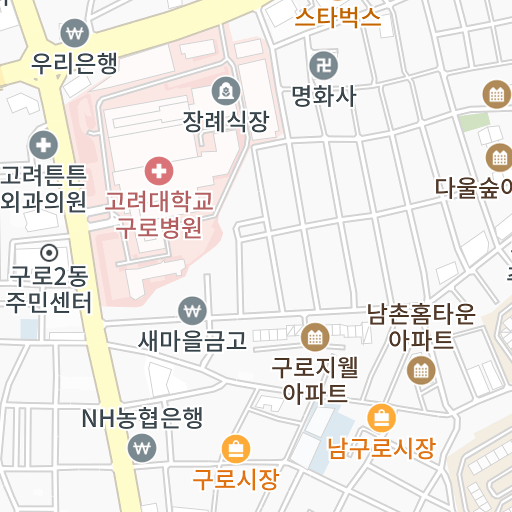 스타벅스
우리은행
명화사
장례식장
고려튼튼
외과의원
다울숲아
고려대학교
구로병원
구로2동
주민센터
새마을금고
남촌홈타운
아파트
구로지웰
아파트
NH농협은행
남구로시장
구로시장